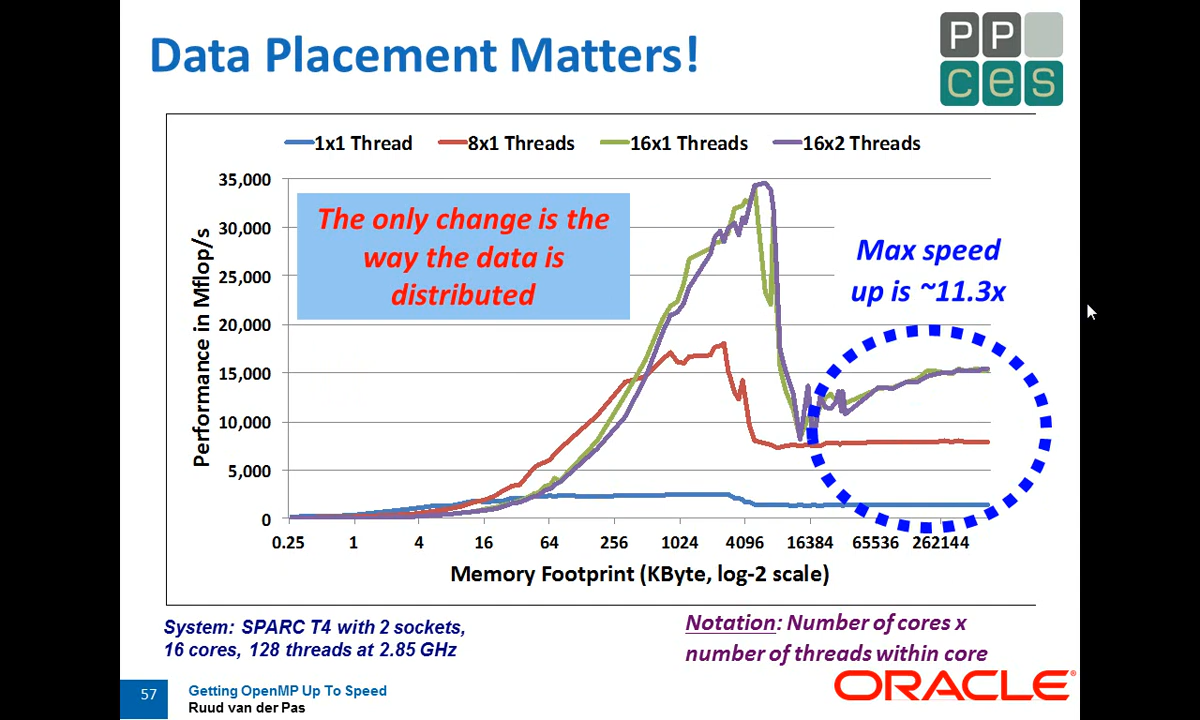 Data Placement Matters!
PP
ces
1x1 Thread 8x1 Threads 16x1 Threads 16x2 Threads
35,000
30,000
25,000
20,000
15,000
10,000
5,000
0
Performance in Mflop/s
The only change is the
way the data is
distributed
Max speed
up is ~11.3x
0.25 1 4 16 64 256 1024 4096 16384 65536 262144
Memory Footprint (KByte, log-2 scale)
System: SPARC T4 with 2 sockets,
16 cores, 128 threads at 2.85 GHz
Notation: Number of cores x
number of threads within core
57
Getting OpenMP Up To Speed
Ruud van der Pas
ORACLE®